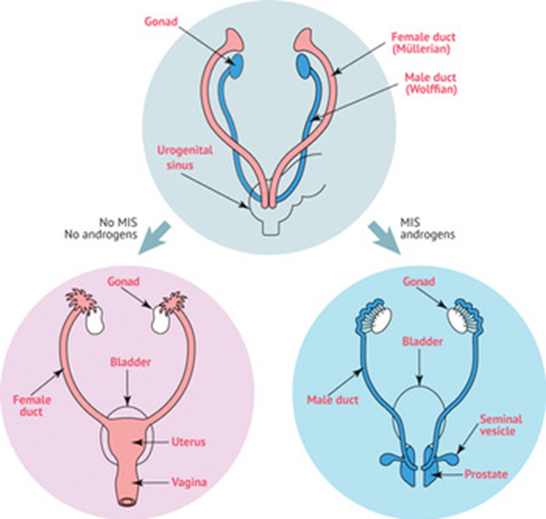 Gonad
Female duct
(Müllerian)
Male duct
(Wolffian)
Urogenital
sinus
No MIS
No androgens
MIS
androgens
Gonad
Bladder
Female
duct
Uterus
Vagina
Gonad
Bladder
Male duct
Seminal
vesicle
Prostate